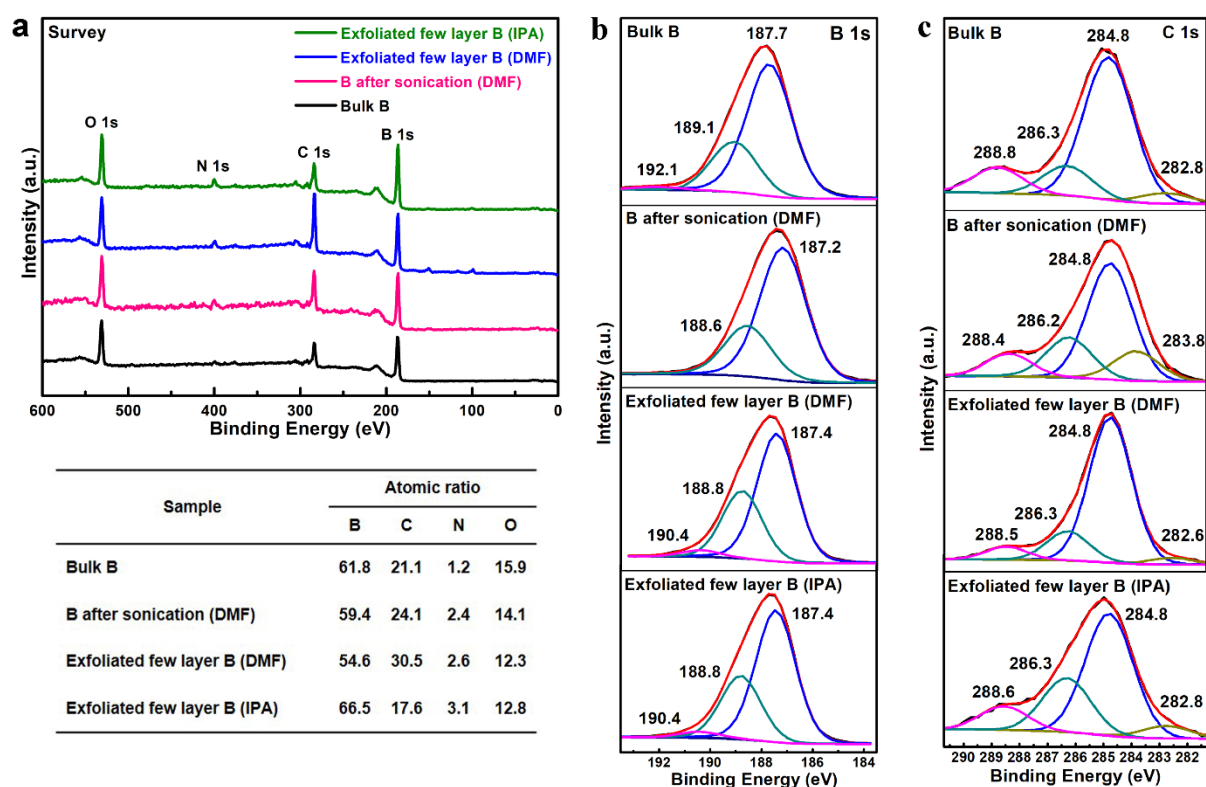 a
Survey
Exfoliated few layer B (IPA)
Exfoliated few layer B (DMF)
B after sonication (DMF)
Bulk B
O 1s
N 1s
C 1s
B 1s
Intensity (a.u.)
600 500 400 300 200 100 0
Binding Energy (eV)
Sample Atomic ratio
B C N O
Bulk B 61.8 21.1 1.2 15.9
B after sonication (DMF) 59.4 24.1 2.4 14.1
Exfoliated few layer B (DMF) 54.6 30.5 2.6 12.3
Exfoliated few layer B (IPA) 66.5 17.6 3.1 12.8
b
Bulk B 187.7 B 1s
189.1
192.1
B after sonication (DMF)
187.2
188.6
Exfoliated few layer B (DMF)
187.4
188.8
190.4
Exfoliated few layer B (IPA)
187.4
188.8
190.4
Intensity (a.u.)
192 190 188 186 184
Binding Energy (eV)
c
Bulk B 284.8 C 1s
286.3
288.8 282.8
B after sonication (DMF)
284.8
286.2
288.4 283.8
Exfoliated few layer B (DMF)
284.8
286.3
288.5 282.6
Exfoliated few layer B (IPA)
284.8
286.3
288.6 282.8
Intensity (a.u.)
290 289 288 287 286 285 284 283 282
Binding Energy (eV)